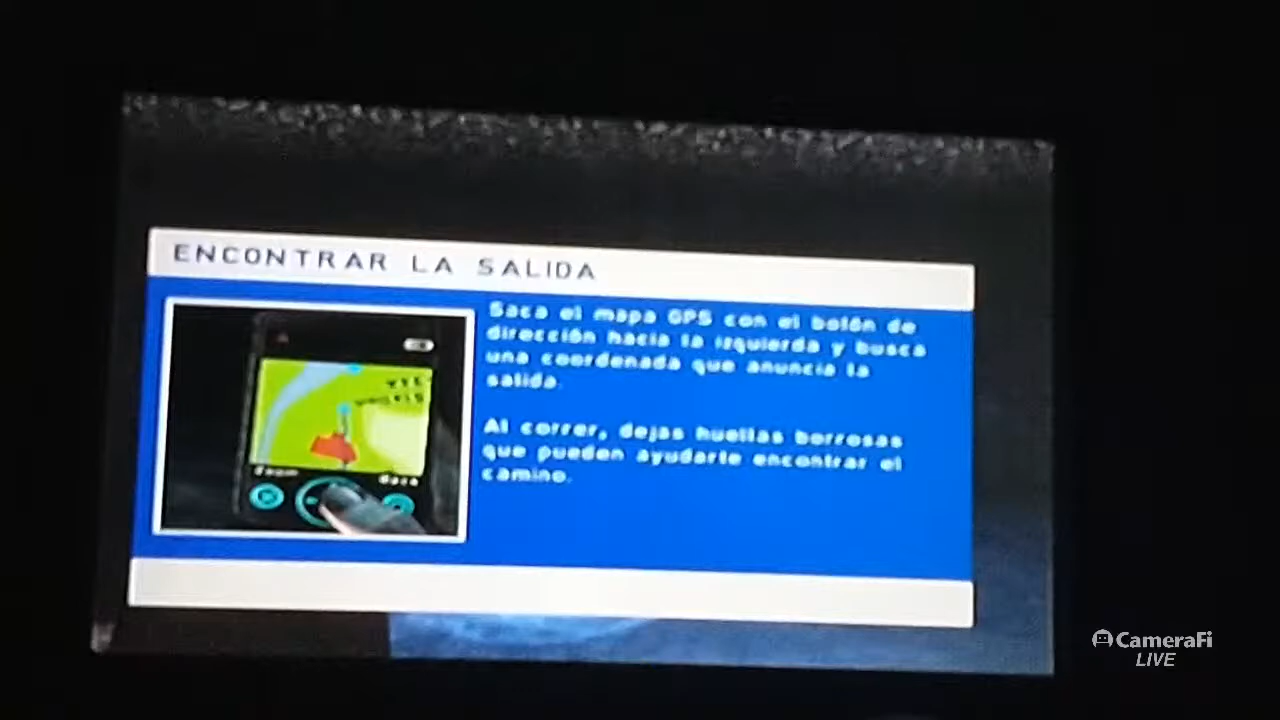 ENCONTRAR LA SALIDA
Saca el mapa GPS con el botón de
dirección hacia la izquierda y busca
una coordenada que anuncia la
salida.
Al correr, dejas huellas borrosas
que pueden ayudarte encontrar el
camino.
Zoom
CameraFi
LIVE